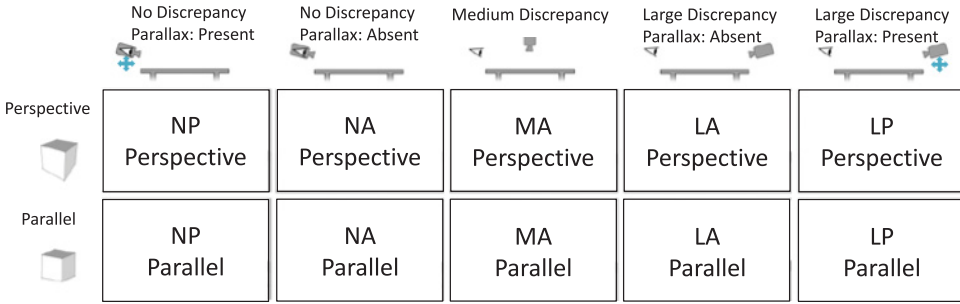 No Discrepancy
Parallax: Present
No Discrepancy
Parallax: Absent
Medium Discrepancy
Large Discrepancy
Parallax: Absent
Large Discrepancy
Parallax: Present
Perspective
NP
Perspective
NA
Perspective
MA
Perspective
LA
Perspective
LP
Perspective
Parallel
NP
Parallel
NA
Parallel
MA
Parallel
LA
Parallel
LP
Parallel